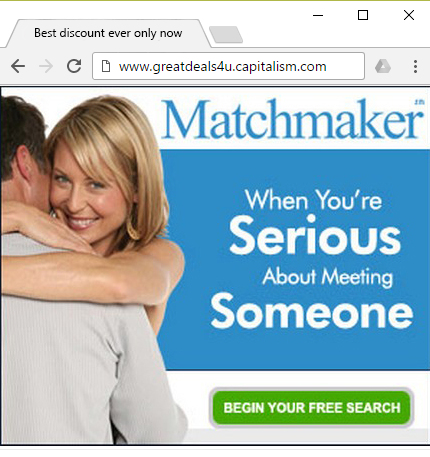 Best discount ever only now
www.greatdeals4u.capitalism.com
Matchmaker
When You're
Serious
About Meeting
Someone
BEGIN YOUR FREE SEARCH